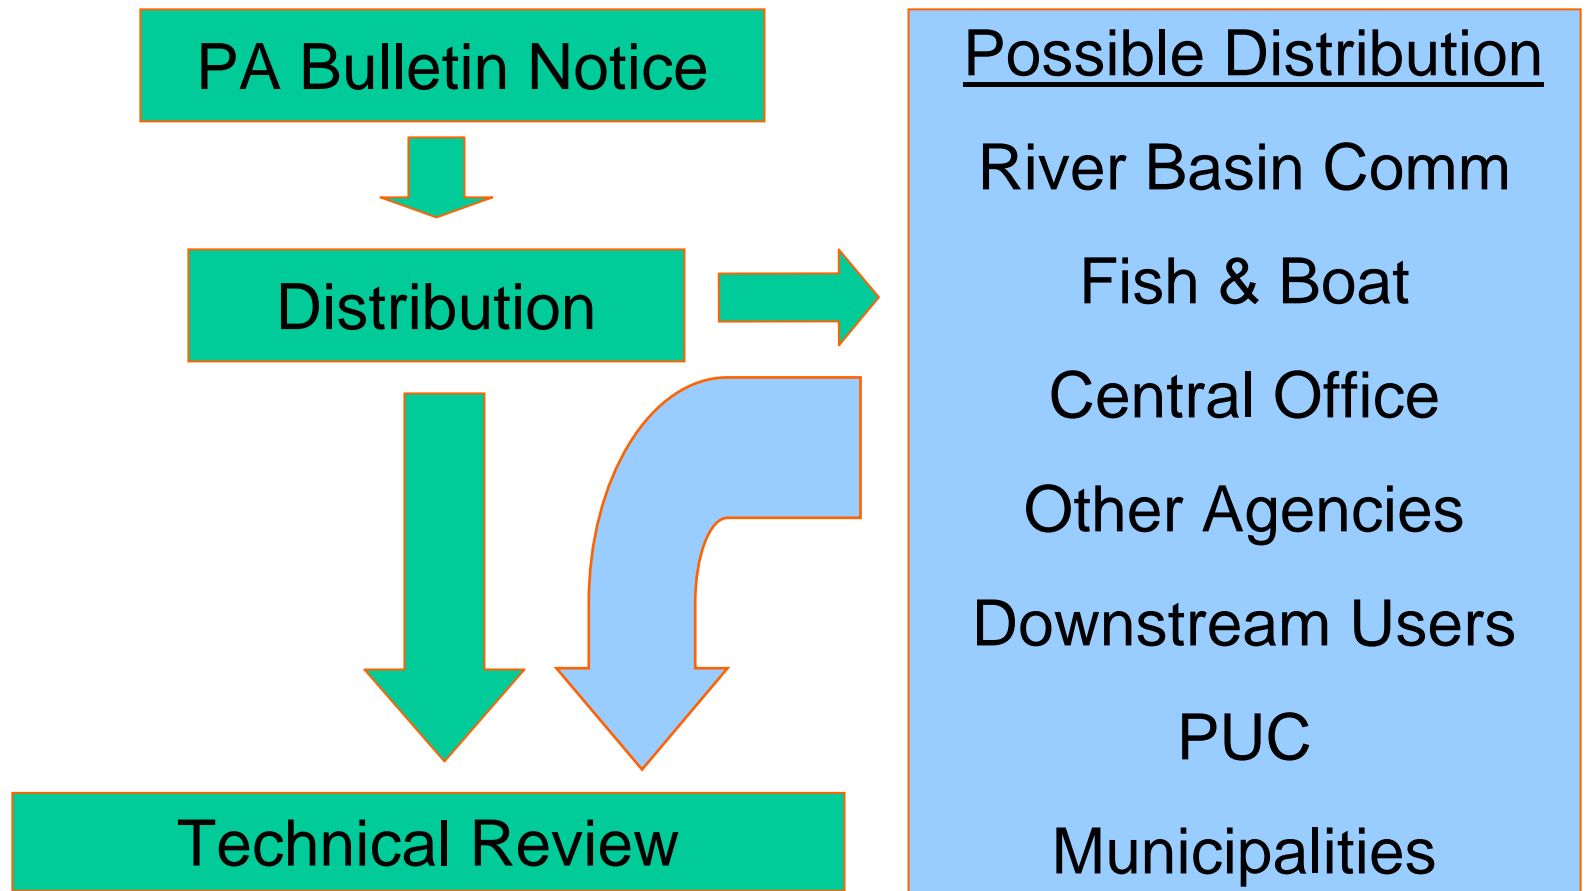 PA Bulletin Notice
Distribution
Technical Review
Possible Distribution
River Basin Comm
Fish & Boat
Central Office
Other Agencies
Downstream Users
PUC
Municipalities